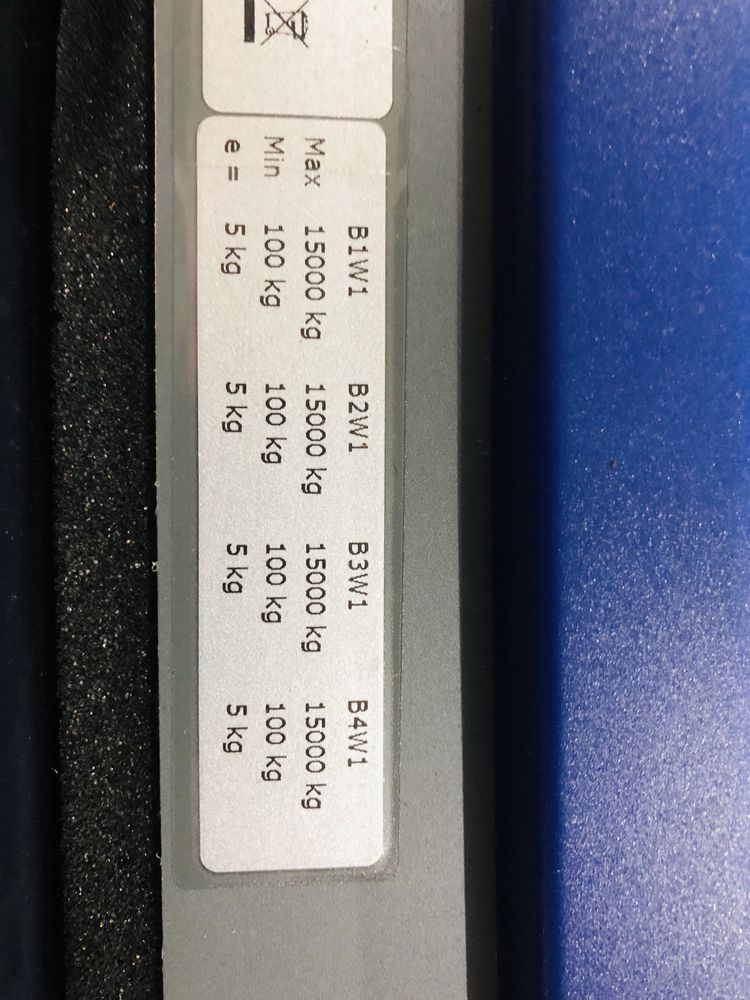 B1W1 B2W1 B3W1 B4W1
Max 15000 kg 15000 kg 15000 kg 15000 kg
Min 100 kg 100 kg 100 kg 100 kg
e = 5 kg 5 kg 5 kg 5 kg